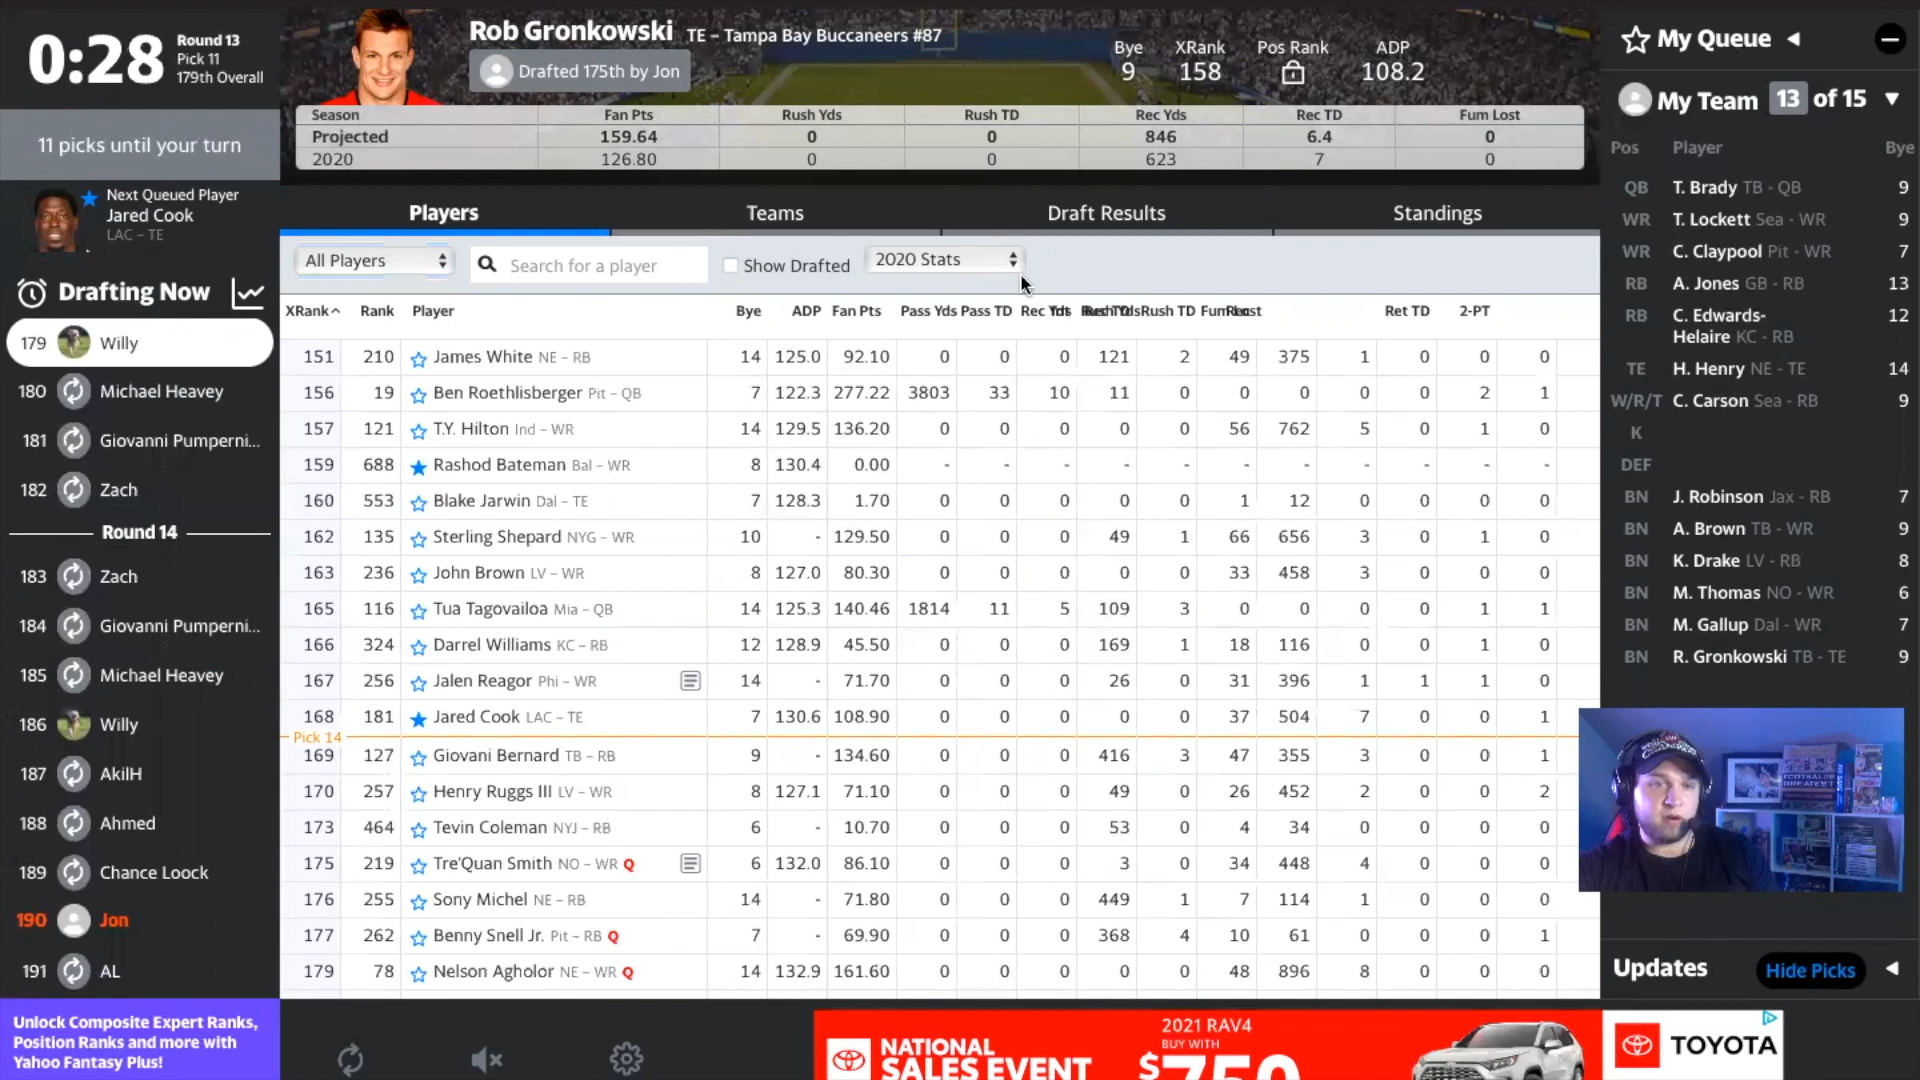 0:28
Round 13
Pick 11
179th Overall
11 picks until your turn
Next Queued Player
Jared Cook
LAC – TE
Drafting Now
179 Willy
180 Michael Heavey
181 Giovanni Pumperni...
182 Zach
Round 14
183 Zach
184 Giovanni Pumperni...
185 Michael Heavey
186 Willy
187 AkilH
188 Ahmed
189 Chance Loock
190 Jon
191 AL
Unlock Composite Expert Ranks,
Position Ranks and more with
Yahoo Fantasy Plus!
Rob Gronkowski TE – Tampa Bay Buccaneers #87
Drafted 175th by Jon
Bye XRank Pos Rank ADP
9 158 108.2
Season Fan Pts Rush Yds Rush TD Rec Yds Rec TD Fum Lost
Projected 159.64 0 0 846 6.4 0
2020 126.80 0 0 623 7 0
Players Teams Draft Results Standings
All Players Search for a player Show Drafted 2020 Stats
XRank Rank Player Bye ADP Fan Pts Pass Yds Pass TD Rec Rush TD Ret TD 2-PT
151 210 James White NE – RB 14 125.0 92.10 0 0 0 121 2 49 375 1 0 0 0
156 19 Ben Roethlisberger Pit – QB 7 122.3 277.22 3803 33 10 11 0 0 0 0 0 2 1
157 121 T.Y. Hilton Ind – WR 14 129.5 136.20 0 0 0 0 0 56 762 5 0 1 0
159 688 Rashod Bateman Bal – WR 8 130.4 0.00 - - - - - - - - - - -
160 553 Blake Jarwin Dal – TE 7 128.3 1.70 0 0 0 0 0 1 12 0 0 0 0
162 135 Sterling Shepard NYG – WR 10 - 129.50 0 0 0 49 1 66 656 3 0 1 0
163 236 John Brown LV – WR 8 127.0 80.30 0 0 0 0 0 33 458 3 0 0 0
165 116 Tua Tagovailoa Mia – QB 14 125.3 140.46 1814 11 5 109 3 0 0 0 0 1 1
166 324 Darrel Williams KC – RB 12 128.9 45.50 0 0 0 169 1 18 116 0 0 1 0
167 256 Jalen Reagor Phi – WR 14 - 71.70 0 0 0 26 0 31 396 1 1 1 0
168 181 Jared Cook LAC – TE 7 130.6 108.90 0 0 0 0 0 37 504 7 0 0 1
Pick 14
169 127 Giovani Bernard TB – RB 9 - 134.60 0 0 0 416 3 47 355 3 0 0 1
170 257 Henry Ruggs III LV – WR 8 127.1 71.10 0 0 0 49 0 26 452 2 0 0 2
173 464 Tevin Coleman NYJ – RB 6 - 10.70 0 0 0 53 0 4 34 0 0 0 0
175 219 Tre'Quan Smith NO – WR Q 6 132.0 86.10 0 0 0 3 0 34 448 4 0 0 0
176 255 Sony Michel NE – RB 14 - 71.80 0 0 0 449 1 7 114 1 0 0 0
177 262 Benny Snell Jr. Pit – RB Q 7 - 69.90 0 0 0 368 4 10 61 0 0 0 1
179 78 Nelson Agholor NE – WR Q 14 132.9 161.60 0 0 0 0 0 48 896 8 0 0 0
NATIONAL
SALES EVENT
2021 RAV4
BUY WITH
$750
TOYOTA
My Queue
My Team 13 of 15
Pos Player Bye
QB T. Brady TB - QB 9
WR T. Lockett Sea - WR 9
WR C. Claypool Pit - WR 7
RB A. Jones GB - RB 13
RB C. Edwards- 12
Helaire KC - RB
TE H. Henry NE - TE 14
W/R/T C. Carson Sea - RB 9
K
DEF
BN J. Robinson Jax - RB 7
BN A. Brown TB - WR 9
BN K. Drake LV - RB 8
BN M. Thomas NO - WR 6
BN M. Gallup Dal - WR 7
BN R. Gronkowski TB - TE 9
Updates Hide Picks